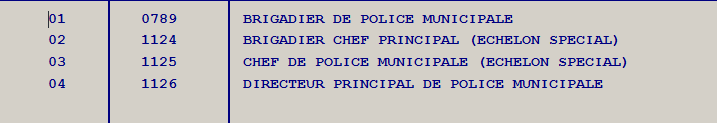 01 0789 BRIGADIER DE POLICE MUNICIPALE
02 1124 BRIGADIER CHEF PRINCIPAL (ECHELON SPECIAL)
03 1125 CHEF DE POLICE MUNICIPALE (ECHELON SPECIAL)
04 1126 DIRECTEUR PRINCIPAL DE POLICE MUNICIPALE